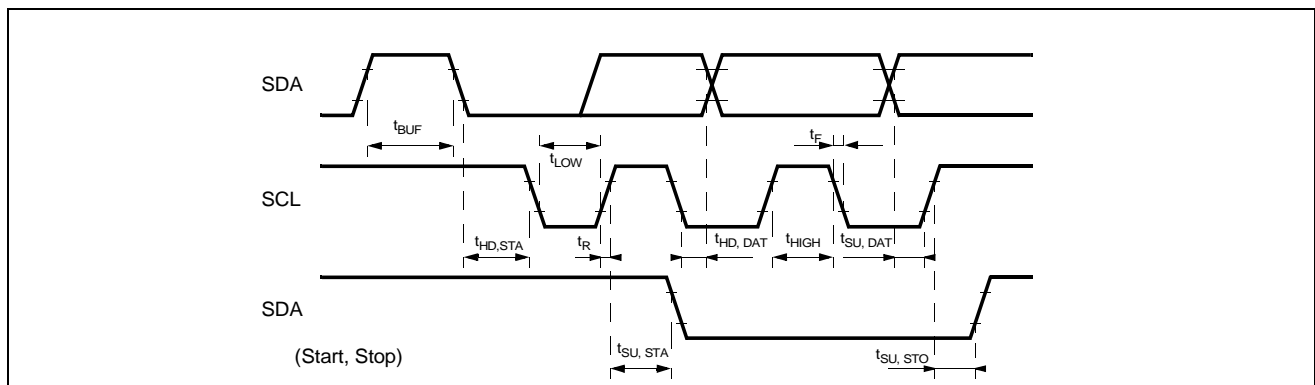 SDA
tBUF
tF
tLOW
SCL
tHD,STA
tR
tHD, DAT
tHIGH
tSU, DAT
SDA
(Start, Stop)
tSU, STA
tSU, STO